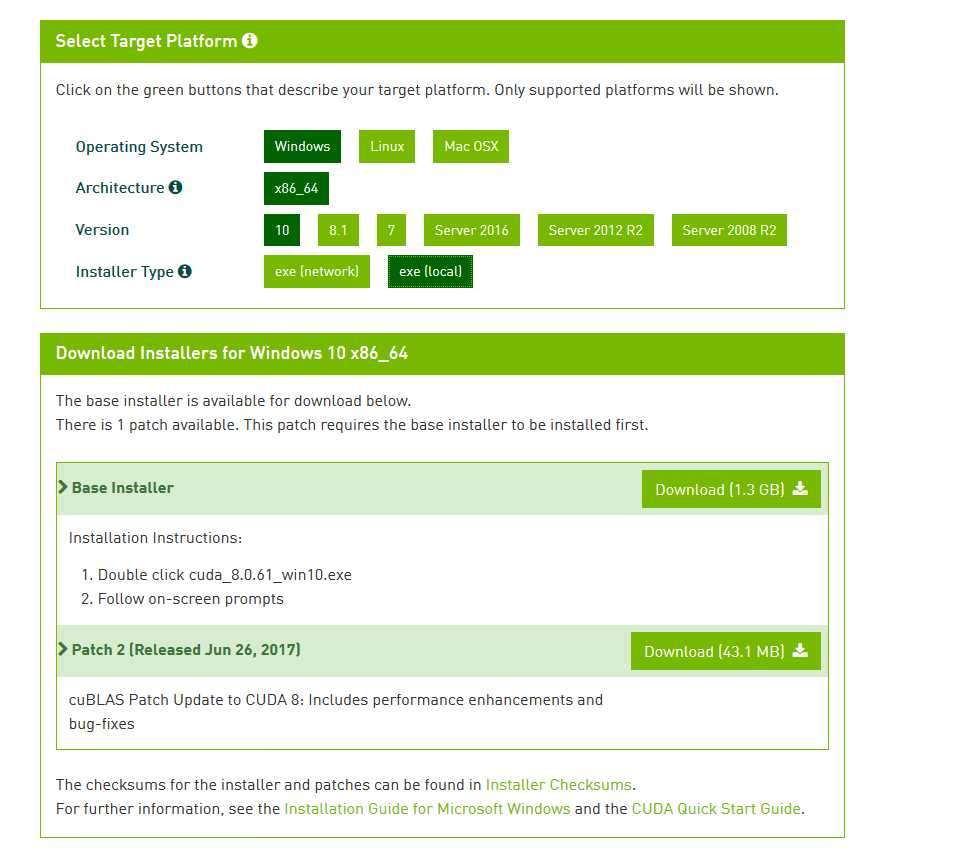 Select Target Platform
Click on the green buttons that describe your target platform. Only supported platforms will be shown.
Operating System Windows Linux Mac OSX
Architecture x86_64
Version 10 8.1 7 Server 2016 Server 2012 R2 Server 2008 R2
Installer Type exe (network) exe (local)
Download Installers for Windows 10 x86_64
The base installer is available for download below.
There is 1 patch available. This patch requires the base installer to be installed first.
Base Installer Download (1.3 GB)
Installation Instructions:
1. Double click cuda_8.0.61_win10.exe
2. Follow on-screen prompts
Patch 2 (Released Jun 26, 2017) Download (43.1 MB)
cuBLAS Patch Update to CUDA 8: Includes performance enhancements and
bug-fixes
The checksums for the installer and patches can be found in Installer Checksums.
For further information, see the Installation Guide for Microsoft Windows and the CUDA Quick Start Guide.